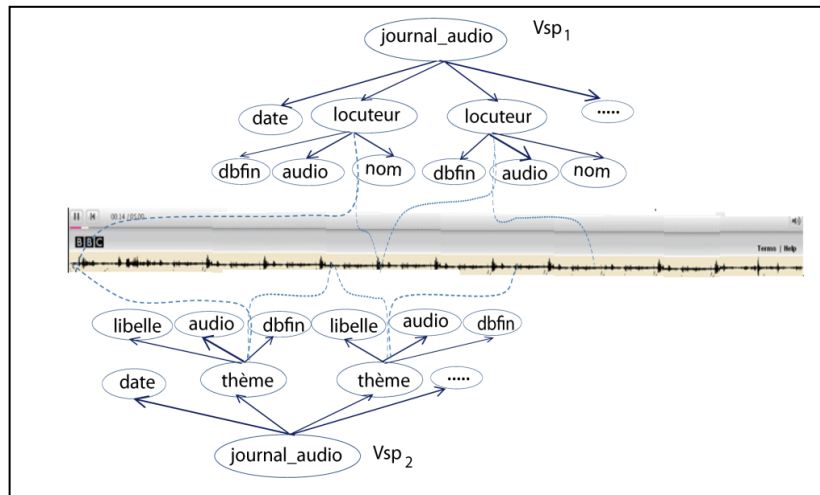 journal_audio Vsp1
date locuteur locuteur .....
dbfin audio nom dbfin audio nom
00.14 / 05.00
BBC
Terms | Help
libelle audio dbfin libelle audio dbfin
date thème thème .....
journal_audio Vsp2